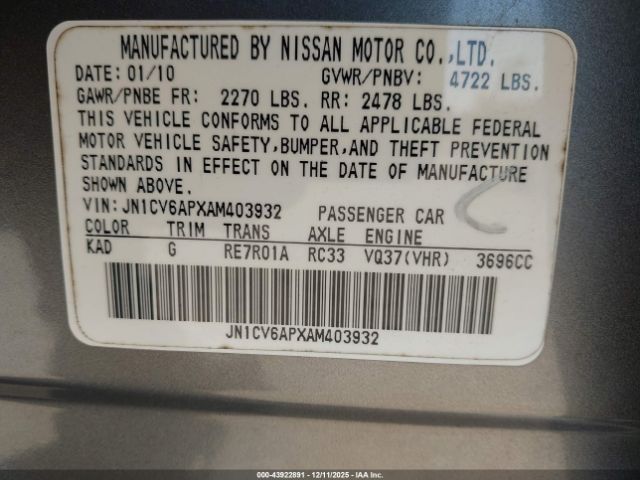 MANUFACTURED BY NISSAN MOTOR CO.,LTD.
DATE: 01/10 GVWR/PNBV: 4722 LBS.
GAWR/PNBE FR: 2270 LBS. RR: 2478 LBS.
THIS VEHICLE CONFORMS TO ALL APPLICABLE FEDERAL
MOTOR VEHICLE SAFETY,BUMPER,AND THEFT PREVENTION
STANDARDS IN EFFECT ON THE DATE OF MANUFACTURE
SHOWN ABOVE.
VIN: JN1CV6APXAM403932 PASSENGER CAR C
COLOR TRIM TRANS AXLE ENGINE
KAD G RE7R01A RC33 VQ37(VHR) 3696CC
JN1CV6APXAM403932
000-43922891 - 12/11/2025 - IAAI.COM